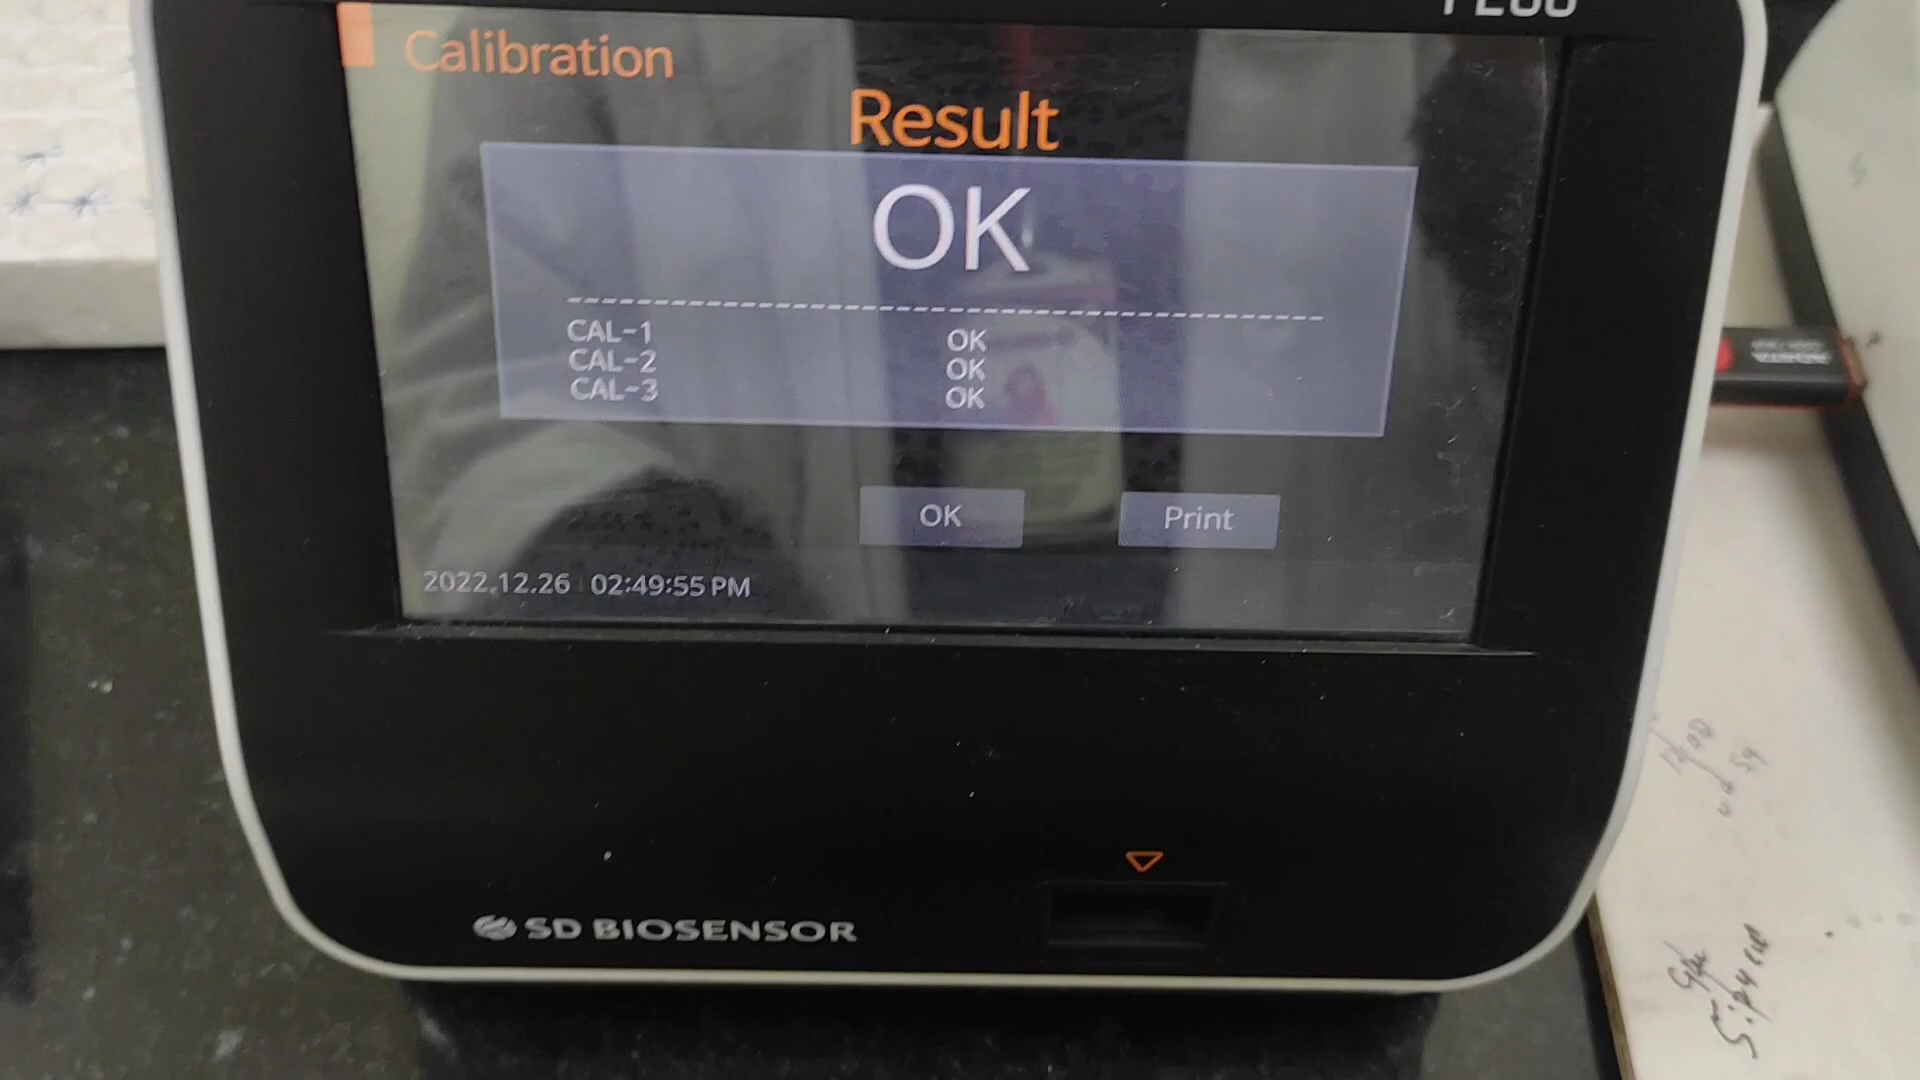 Calibration
Result
OK
CAL-1 OK
CAL-2 OK
CAL-3 OK
OK Print
2022.12.26 02:49:55 PM
SD BIOSENSOR